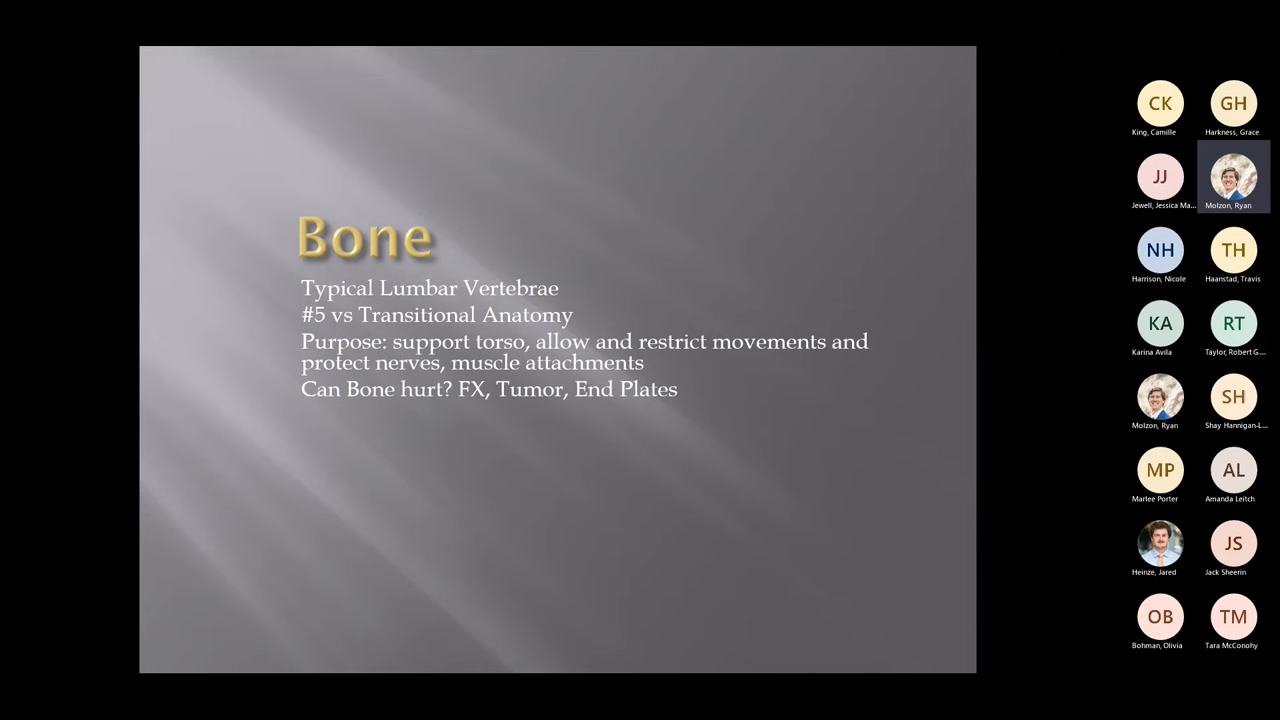 Bone
Typical Lumbar Vertebrae
#5 vs Transitional Anatomy
Purpose: support torso, allow and restrict movements and
protect nerves, muscle attachments
Can Bone hurt? FX, Tumor, End Plates
CK
King, Camille
GH
Harkness, Grace
JJ
Jewell, Jessica Ma...
Molzon, Ryan
NH
Harrison, Nicole
TH
Haanstad, Travis
KA
Karina Avila
RT
Taylor, Robert G....
Molzon, Ryan
SH
Shay Hannigan-L...
MP
Marlee Porter
AL
Amanda Leitch
Heinze, Jared
JS
Jack Sheerin
OB
Bohman, Olivia
TM
Tara McConohy